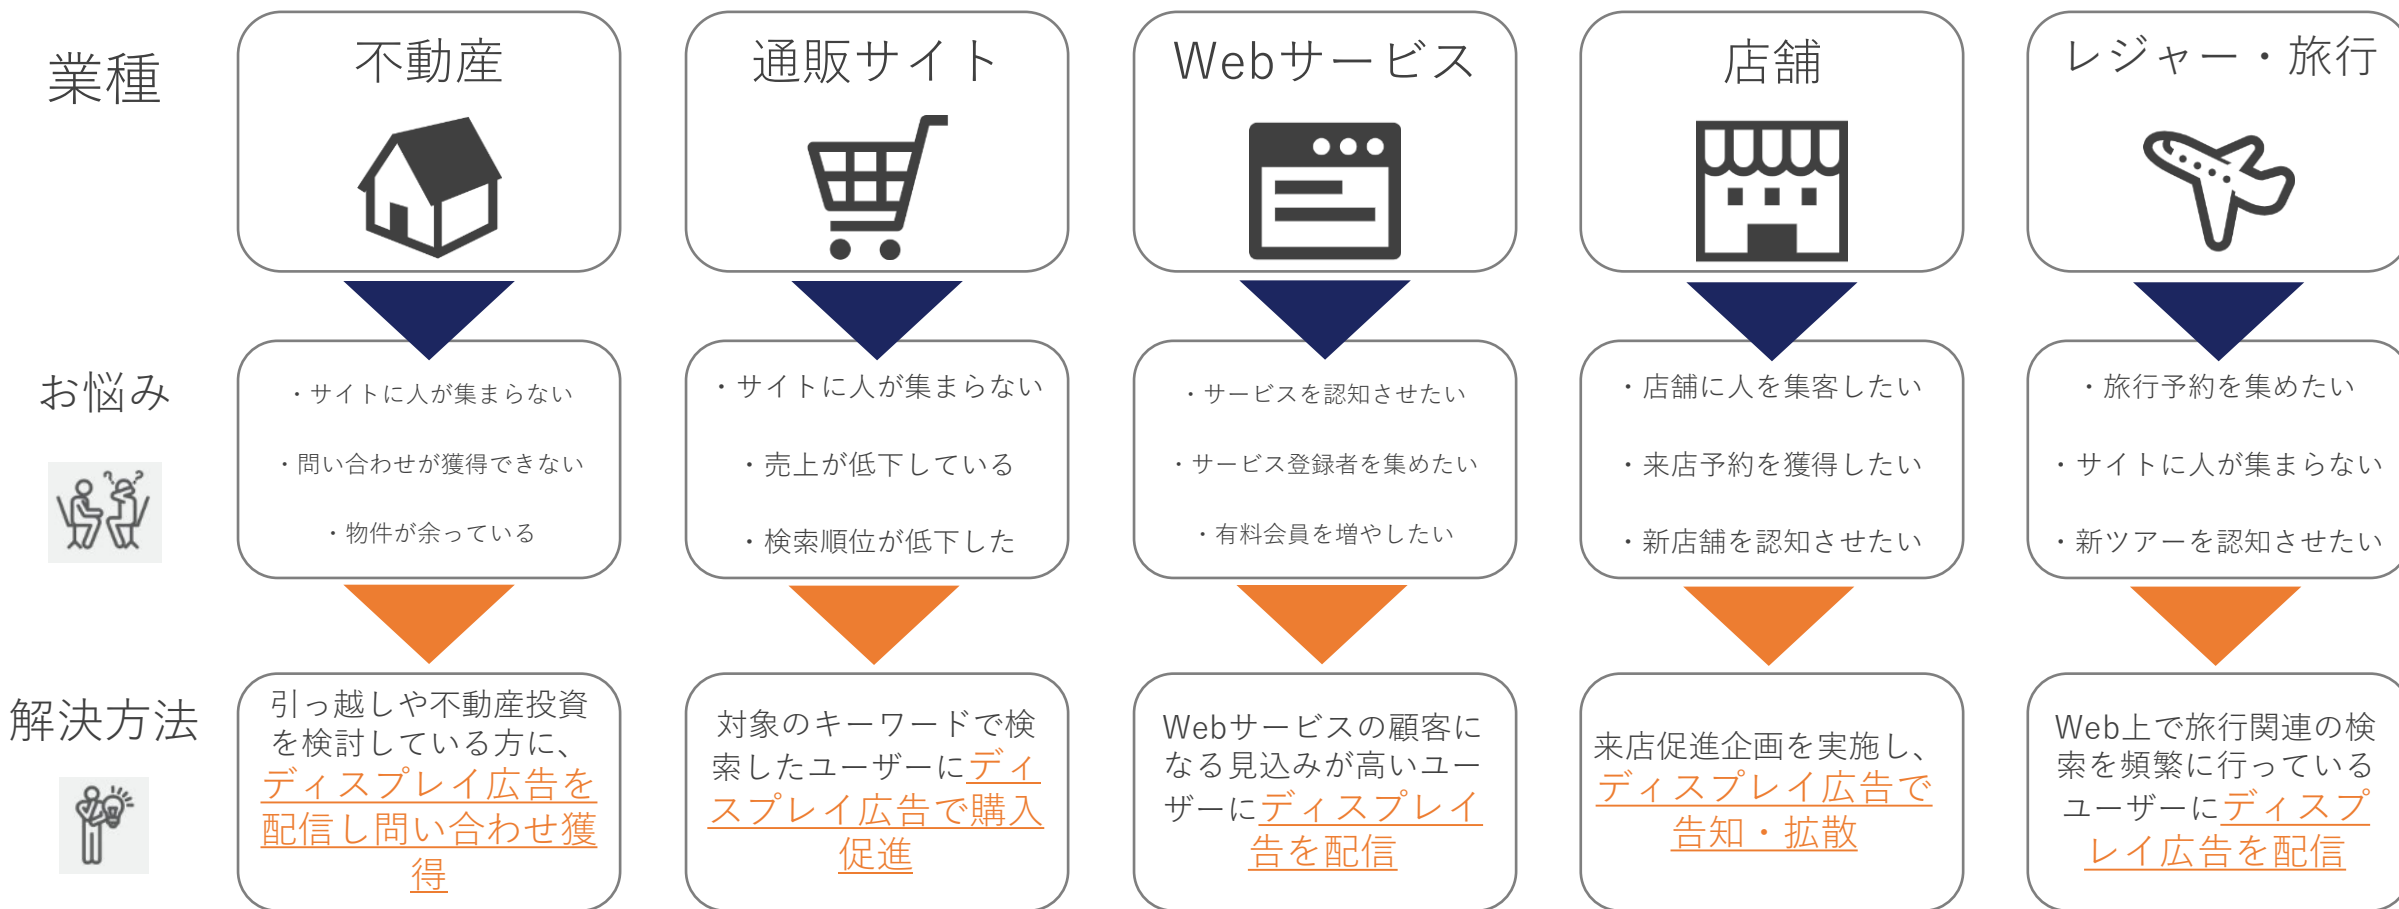 業種
不動産
通販サイト
Webサービス
店舗
レジャー・旅行
お悩み
・サイトに人が集まらない
・問い合わせが獲得できない
・物件が余っている
・サイトに人が集まらない
・売上が低下している
・検索順位が低下した
・サービスを認知させたい
・サービス登録者を集めたい
・有料会員を増やしたい
・店舗に人を集客したい
・来店予約を獲得したい
・新店舗を認知させたい
・旅行予約を集めたい
・サイトに人が集まらない
・新ツアーを認知させたい
解決方法
引っ越しや不動産投資
を検討している方に、
ディスプレイ広告を
配信し問い合わせ獲
得
対象のキーワードで検
索したユーザーにディ
スプレイ広告で購入
促進
Webサービスの顧客に
なる見込みが高いユー
ザーにディスプレイ
告を配信
来店促進企画を実施し、
ディスプレイ広告で
告知・拡散
Web上で旅行関連の検
索を頻繁に行っている
ユーザーにディスプ
レイ広告を配信